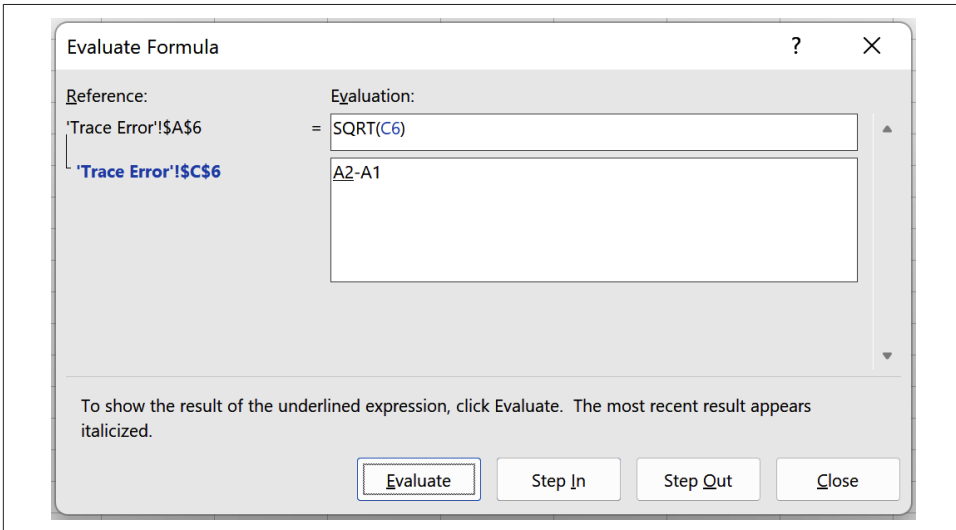 Evaluate Formula ?
Reference: Evaluation:
'Trace Error'!$A$6 = SQRT(C6)
'Trace Error'!$C$6 A2-A1
To show the result of the underlined expression, click Evaluate.  The most recent result appears
italicized.
Evaluate Step In Step Out Close